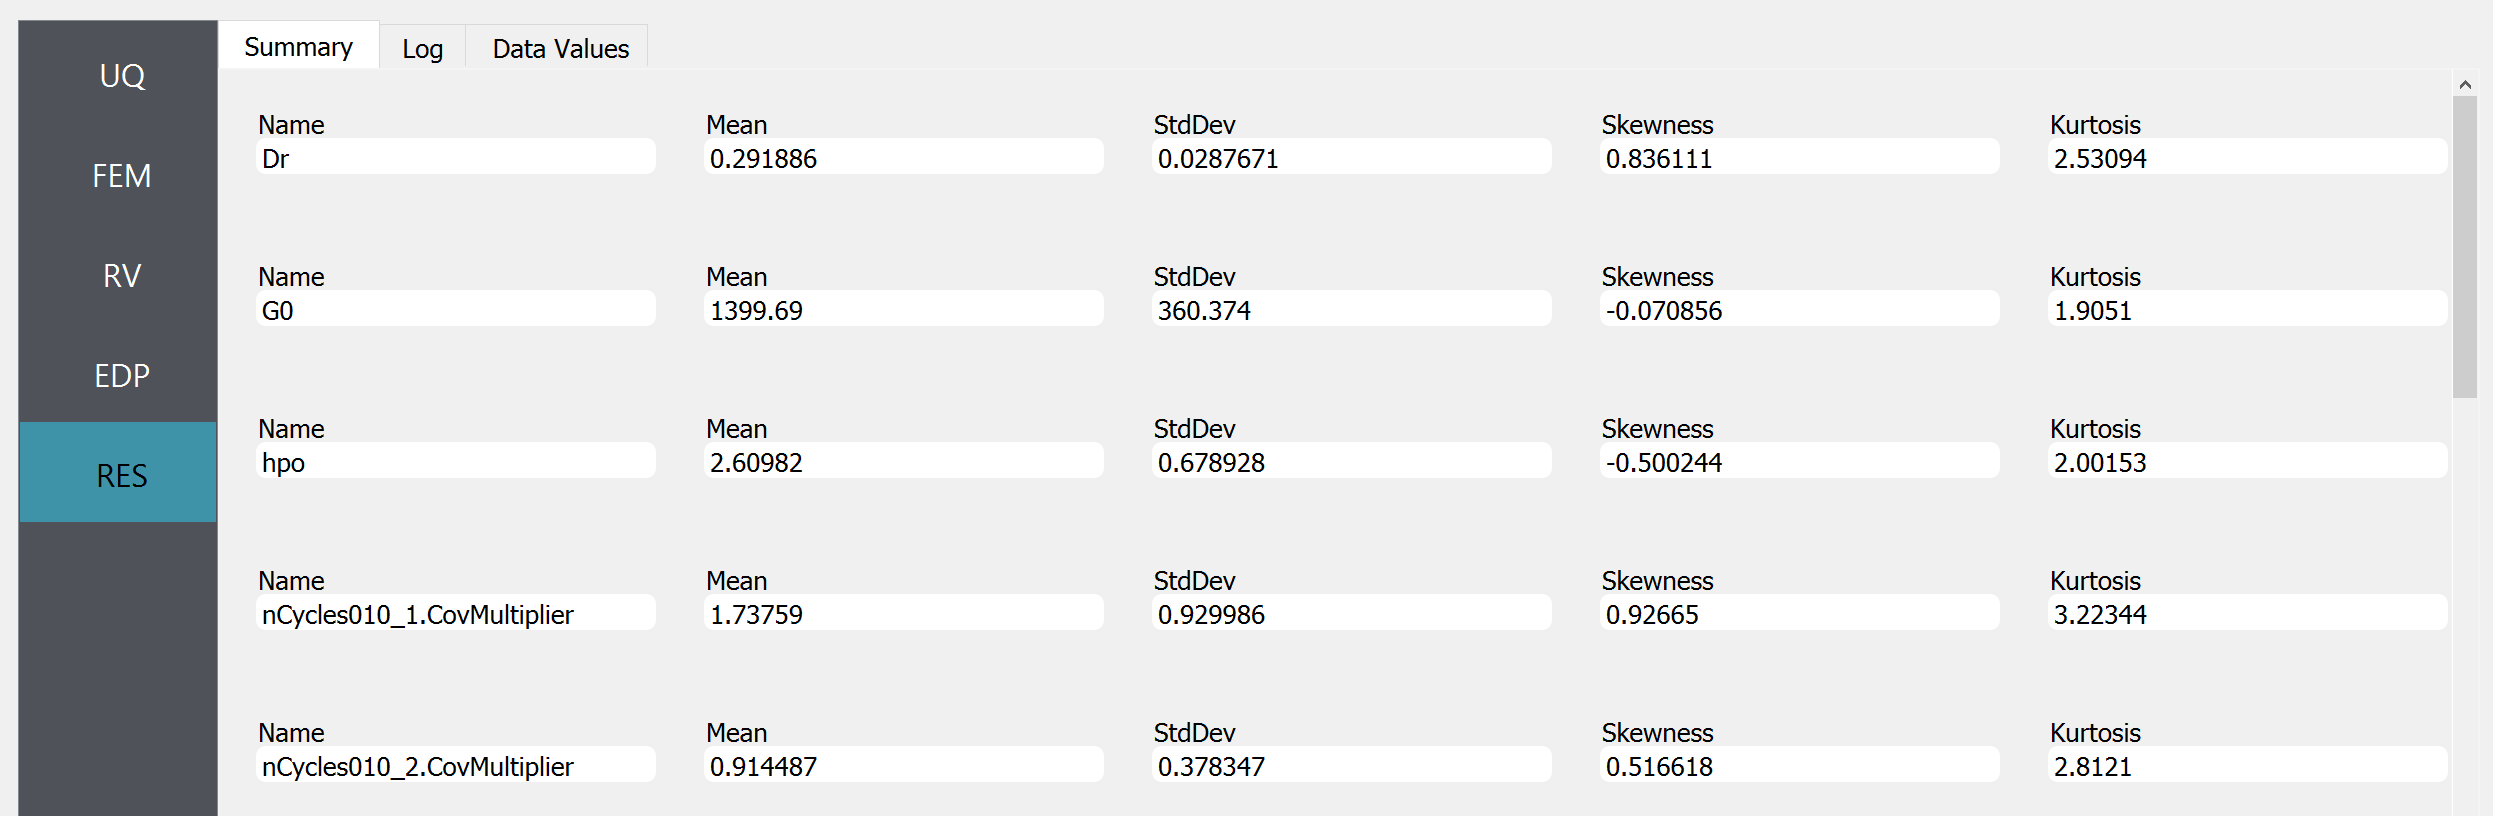 Summary Log Data Values
UQ
FEM
RV
EDP
RES
Name Mean StdDev Skewness Kurtosis
Dr 0.291886 0.0287671 0.836111 2.53094
Name Mean StdDev Skewness Kurtosis
G0 1399.69 360.374 -0.070856 1.9051
Name Mean StdDev Skewness Kurtosis
hpo 2.60982 0.678928 -0.500244 2.00153
Name Mean StdDev Skewness Kurtosis
nCycles010_1.CovMultiplier 1.73759 0.929986 0.92665 3.22344
Name Mean StdDev Skewness Kurtosis
nCycles010_2.CovMultiplier 0.914487 0.378347 0.516618 2.8121